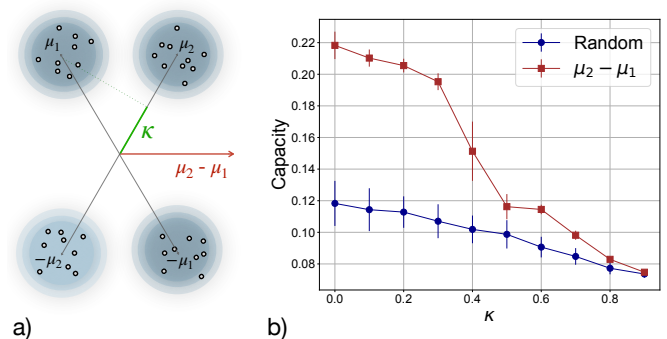 μ₁
μ₂
κ
μ₂ - μ₁
-μ₂
-μ₁
a)
Capacity
0.22
0.20
0.18
0.16
0.14
0.12
0.10
0.08
Random
μ₂ − μ₁
0.0 0.2 0.4 0.6 0.8
κ
b)